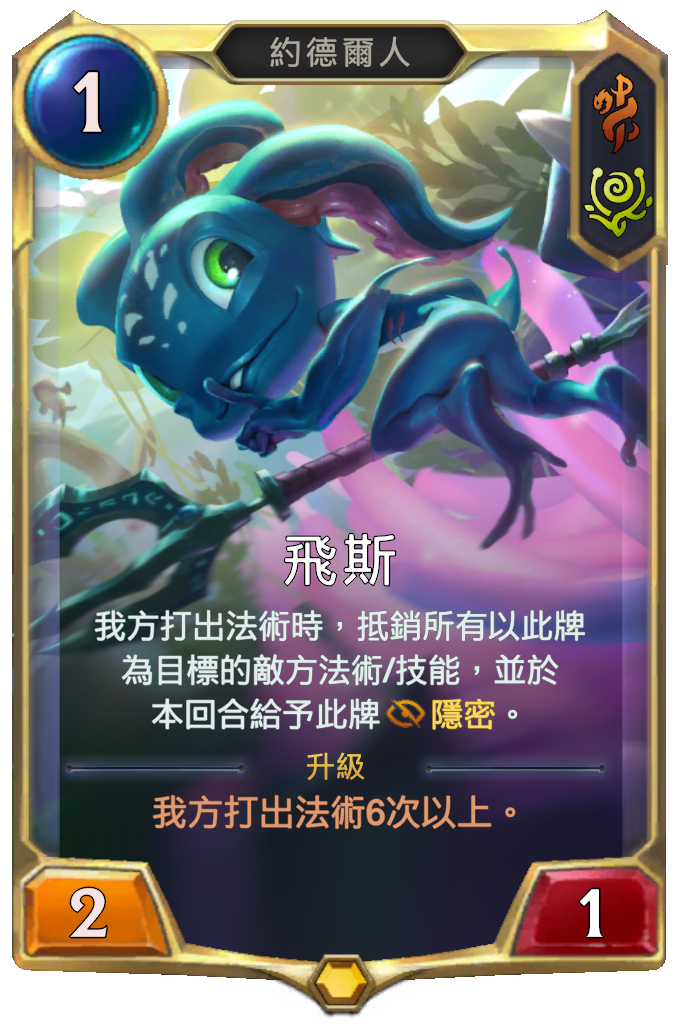 約德爾人
1
飛斯
我方打出法術時，抵銷所有以此牌
為目標的敵方法術/技能，並於
本回合給予此牌隱密。
升級
我方打出法術6次以上。
2
1